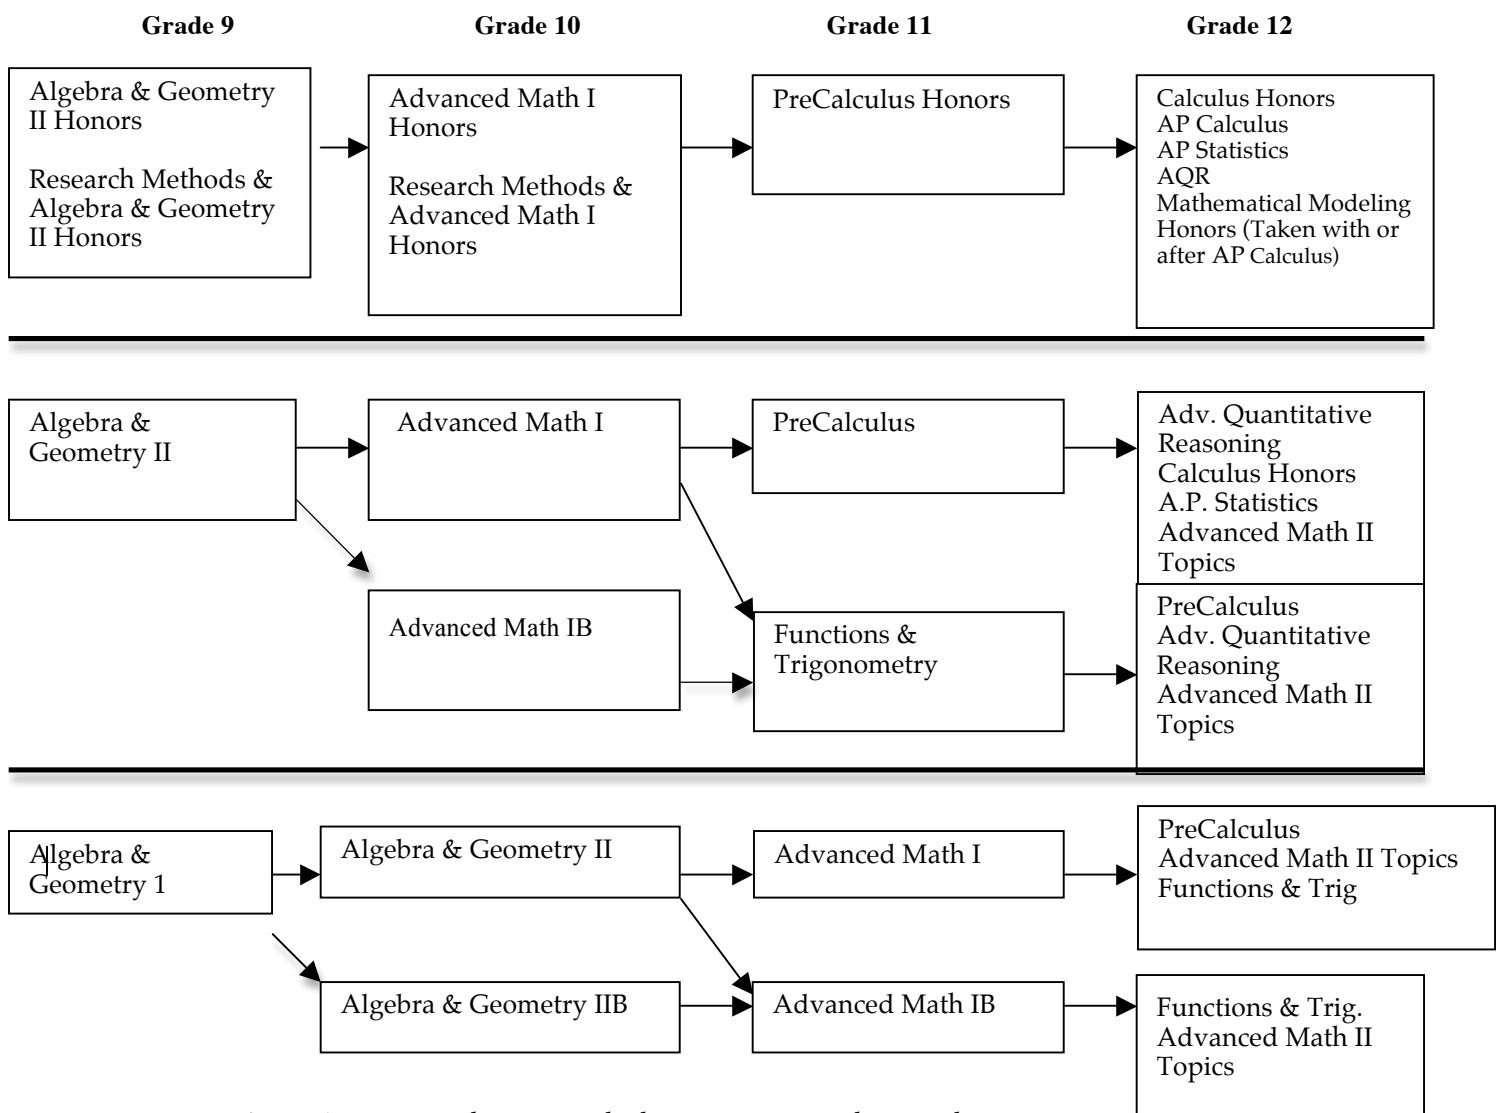 Grade 9 Grade 10 Grade 11 Grade 12
Algebra & Geometry
II Honors
Research Methods &
Algebra & Geometry
II Honors
Advanced Math I
Honors
Research Methods &
Advanced Math I
Honors
PreCalculus Honors
Calculus Honors
AP Calculus
AP Statistics
AQR
Mathematical Modeling
Honors (Taken with or
after AP Calculus)
Algebra &
Geometry II
Advanced Math I
PreCalculus
Adv. Quantitative
Reasoning
Calculus Honors
A.P. Statistics
Advanced Math II
Topics
Advanced Math IB
Functions &
Trigonometry
PreCalculus
Adv. Quantitative
Reasoning
Advanced Math II
Topics
Algebra &
Geometry 1
Algebra & Geometry II
Advanced Math I
PreCalculus
Advanced Math II Topics
Functions & Trig
Algebra & Geometry IIB
Advanced Math IB
Functions & Trig.
Advanced Math II
Topics